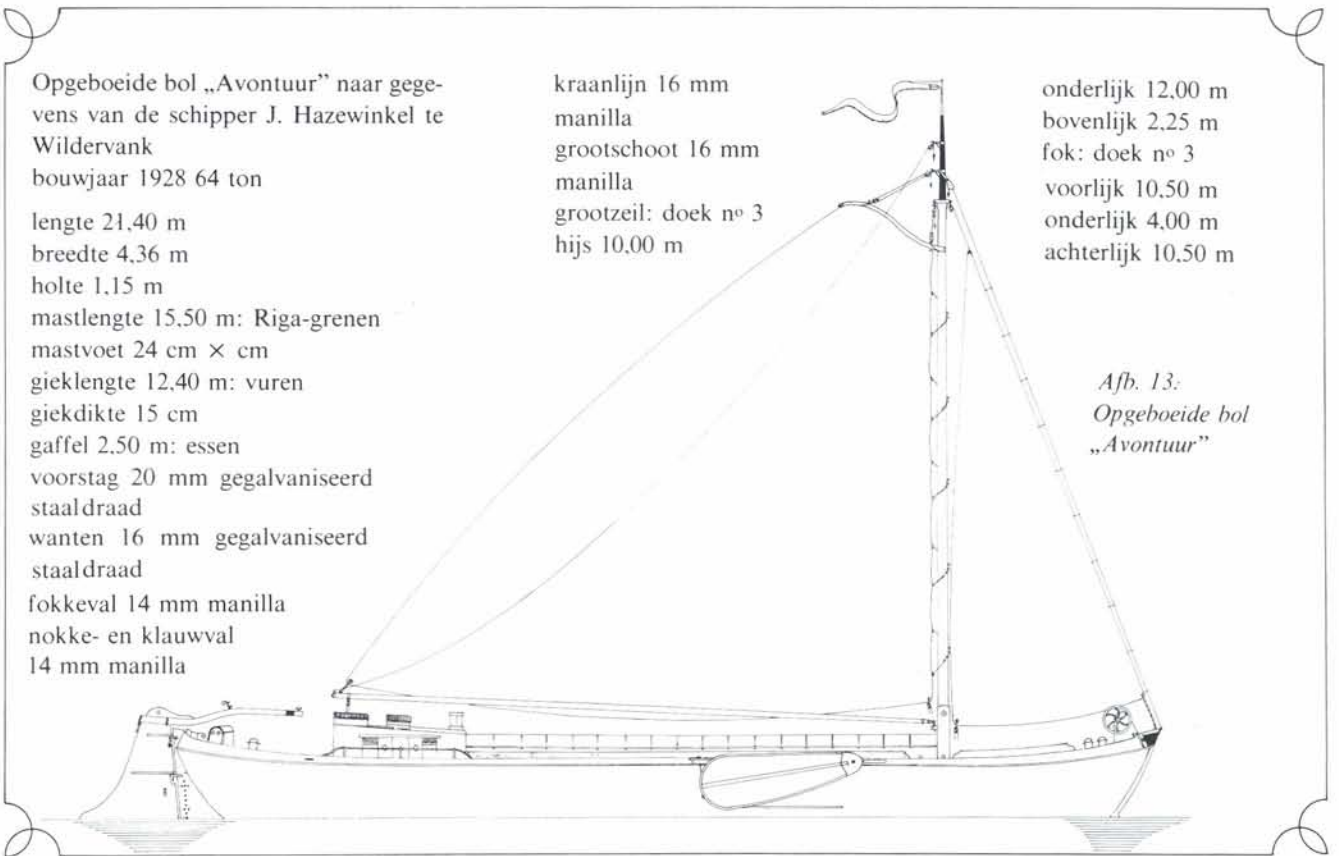 Opgeboeide bol „Avontuur” naar gege-
vens van de schipper J. Hazewinkel te
Wildervank
bouwjaar 1928 64 ton
lengte 21,40 m
breedte 4,36 m
holte 1,15 m
mastlengte 15,50 m: Riga-grenen
mastvoet 24 cm × cm
gieklengte 12,40 m: vuren
giekdikte 15 cm
gaffel 2,50 m: essen
voorstag 20 mm gegalvaniseerd
staaldraad
wanten 16 mm gegalvaniseerd
staaldraad
fokkeval 14 mm manilla
nokke- en klauwval
14 mm manilla
kraanlijn 16 mm
manilla
grootschoot 16 mm
manilla
grootzeil: doek nº 3
hijs 10,00 m
onderlijk 12,00 m
bovenlijk 2,25 m
fok: doek nº 3
voorlijk 10,50 m
onderlijk 4,00 m
achterlijk 10,50 m
Afb. 13:
Opgeboeide bol
„Avontuur”